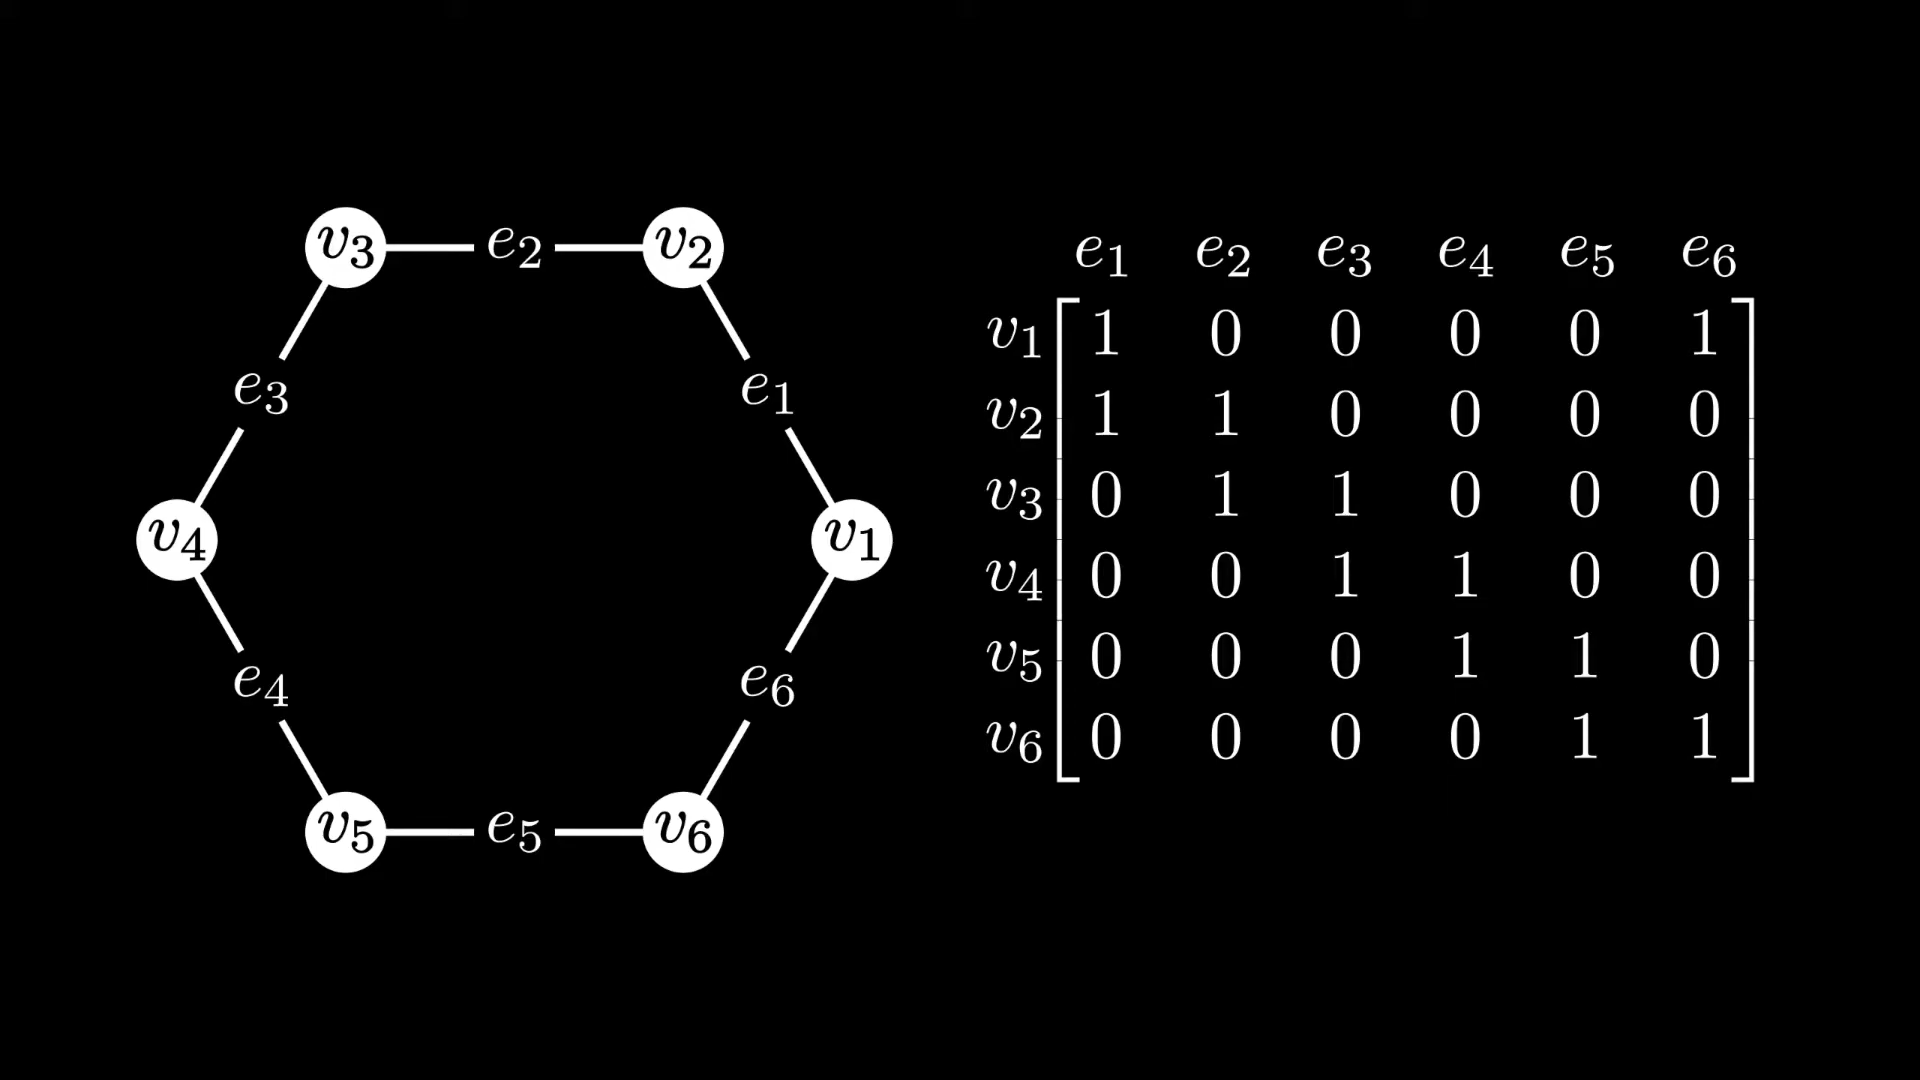 v₃ e₂ v₂
e₃ e₁
v₄ v₁
e₄ e₆
v₅ e₅ v₆
e₁ e₂ e₃ e₄ e₅ e₆
v₁ 1 0 0 0 0 1
v₂ 1 1 0 0 0 0
v₃ 0 1 1 0 0 0
v₄ 0 0 1 1 0 0
v₅ 0 0 0 1 1 0
v₆ 0 0 0 0 1 1